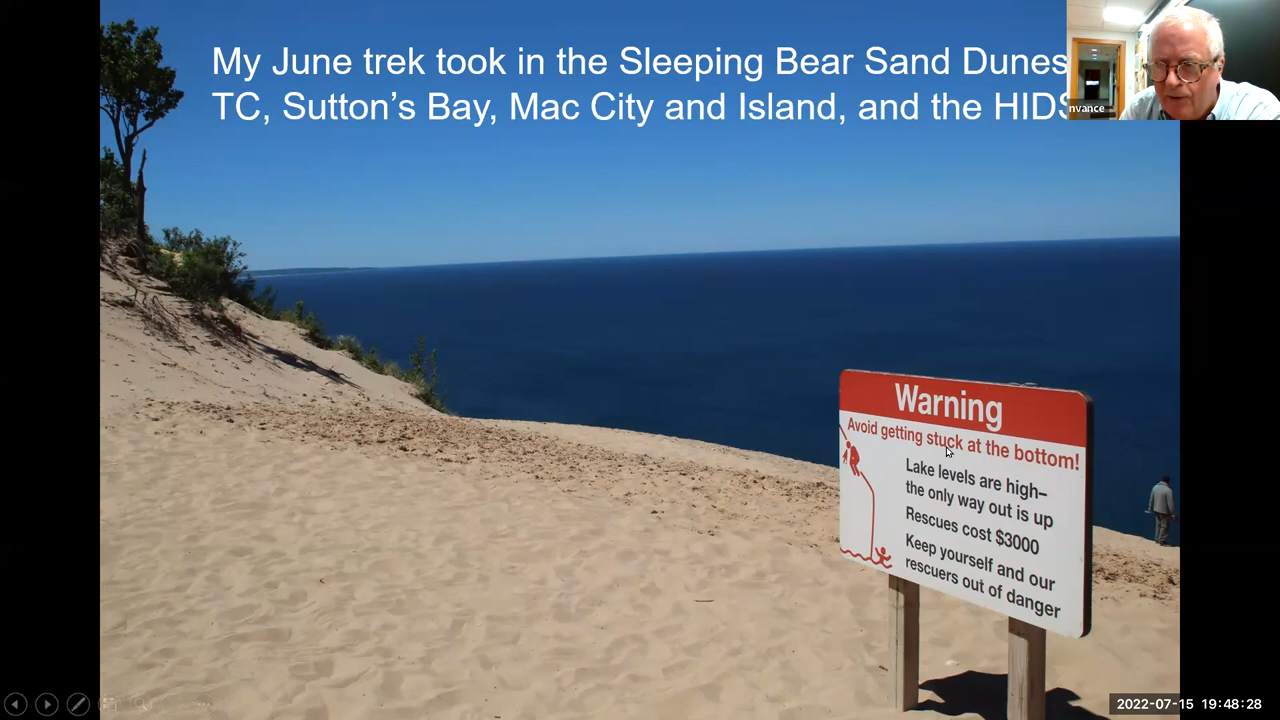 My June trek took in the Sleeping Bear Sand Dunes
TC, Sutton’s Bay, Mac City and Island, and the HIDS
nvance
Warning
Avoid getting stuck at the bottom!
Lake levels are high–
the only way out is up
Rescues cost $3000
Keep yourself and our
rescuers out of danger
2022-07-15 19:48:28